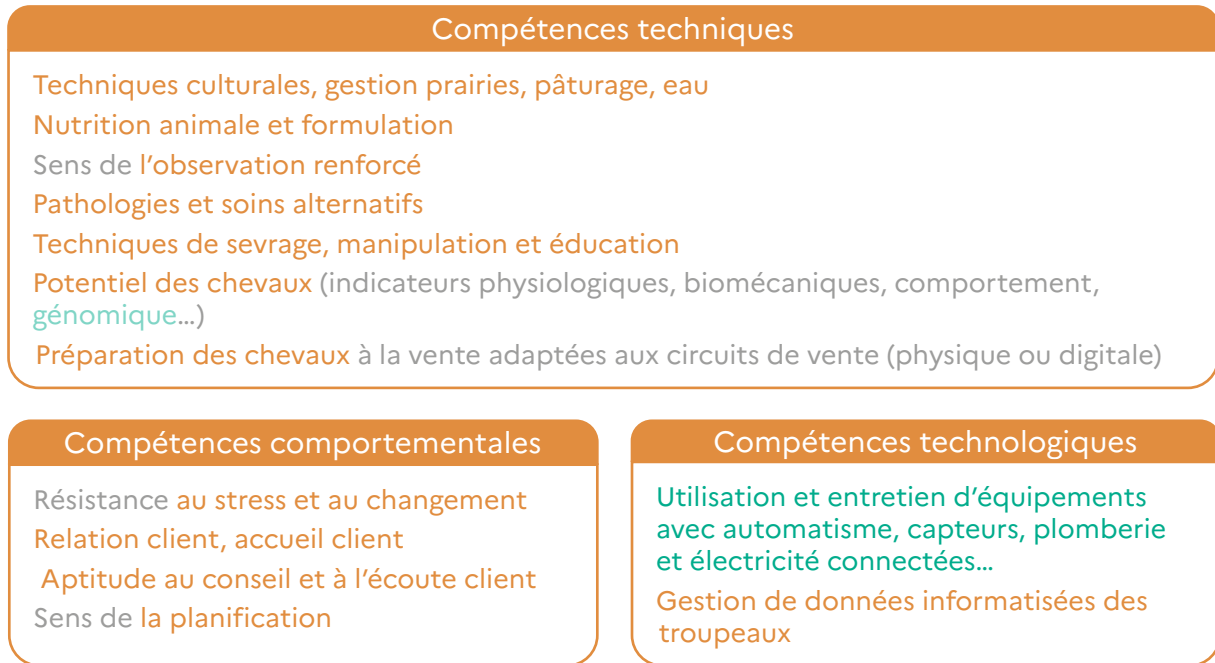 Compétences techniques
Techniques culturales, gestion prairies, pâturage, eau
Nutrition animale et formulation
Sens de l'observation renforcé
Pathologies et soins alternatifs
Techniques de sevrage, manipulation et éducation
Potentiel des chevaux (indicateurs physiologiques, biomécaniques, comportement,
génomique…)
Préparation des chevaux à la vente adaptées aux circuits de vente (physique ou digitale)
Compétences comportementales
Résistance au stress et au changement
Relation client, accueil client
Aptitude au conseil et à l'écoute client
Sens de la planification
Compétences technologiques
Utilisation et entretien d'équipements
avec automatisme, capteurs, plomberie
et électricité connectées…
Gestion de données informatisées des
troupeaux